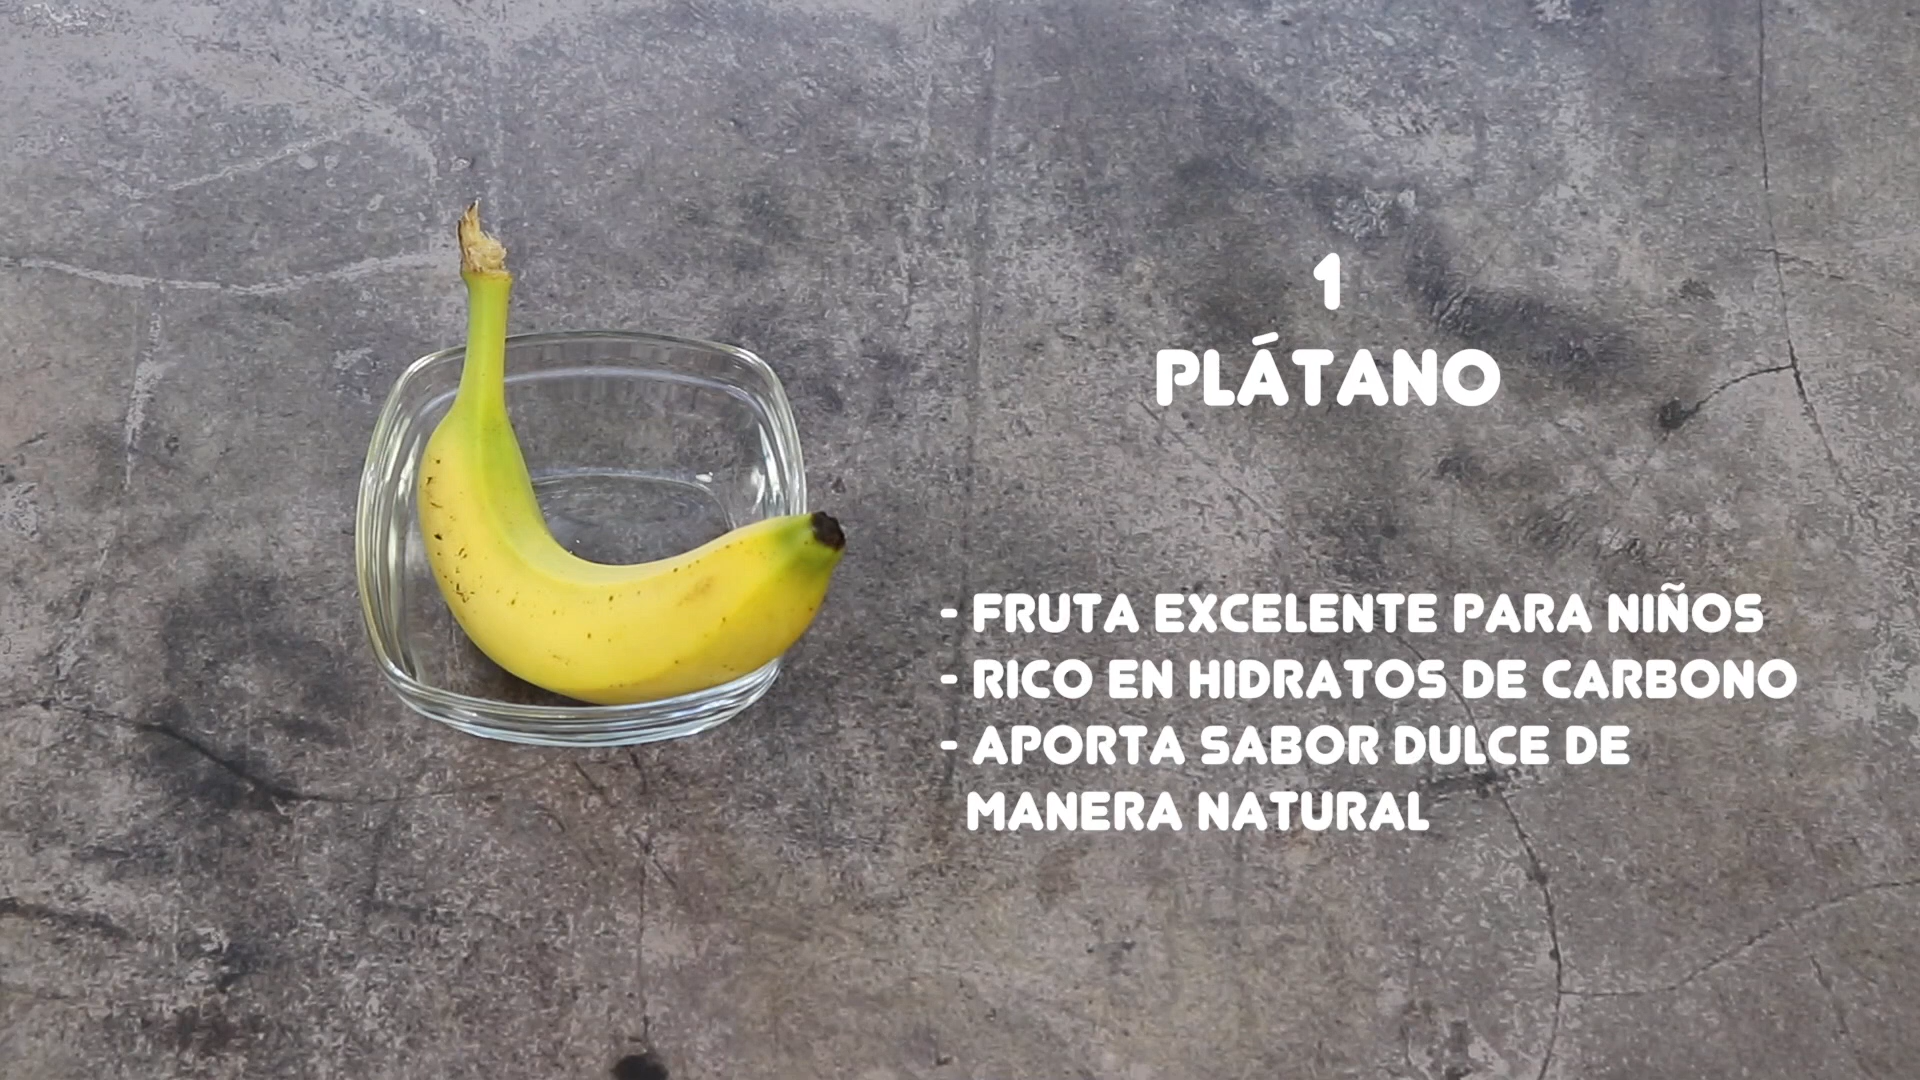 1
PLÁTANO
- FRUTA EXCELENTE PARA NIÑOS
- RICO EN HIDRATOS DE CARBONO
- APORTA SABOR DULCE DE
MANERA NATURAL